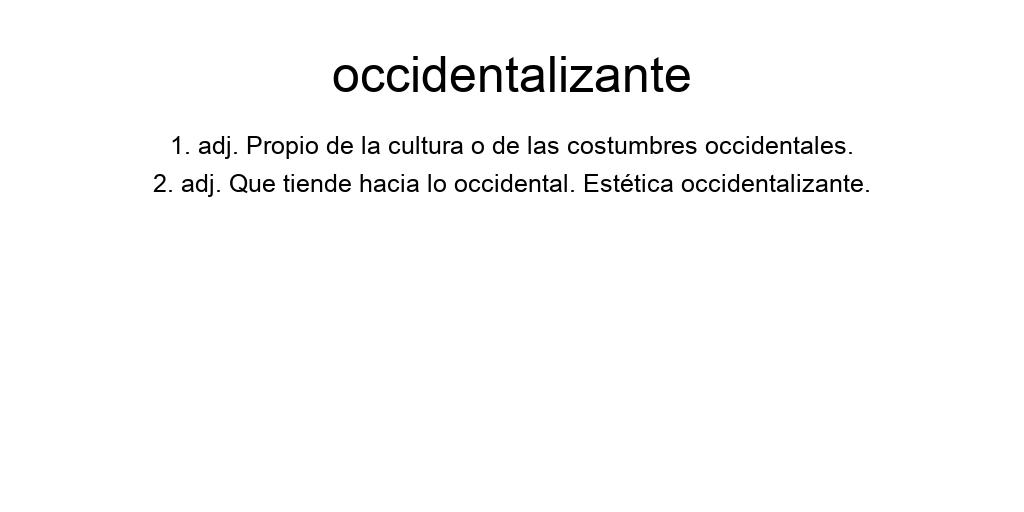 occidentalizante
1. adj. Propio de la cultura o de las costumbres occidentales.
2. adj. Que tiende hacia lo occidental. Estética occidentalizante.